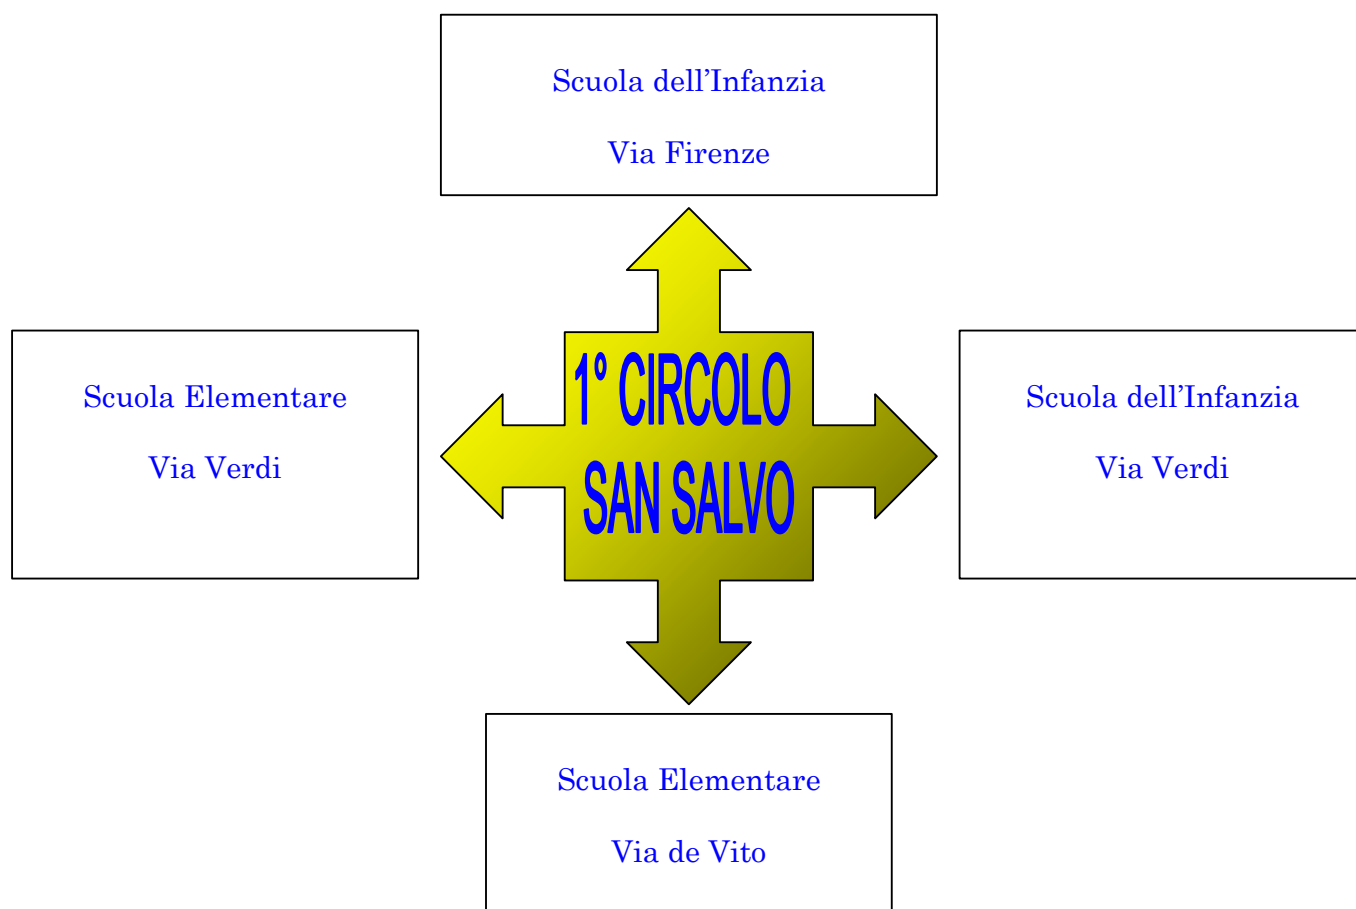 Scuola dell'Infanzia
Via Firenze
Scuola Elementare
Via Verdi
1° CIRCOLO
SAN SALVO
Scuola dell'Infanzia
Via Verdi
Scuola Elementare
Via de Vito